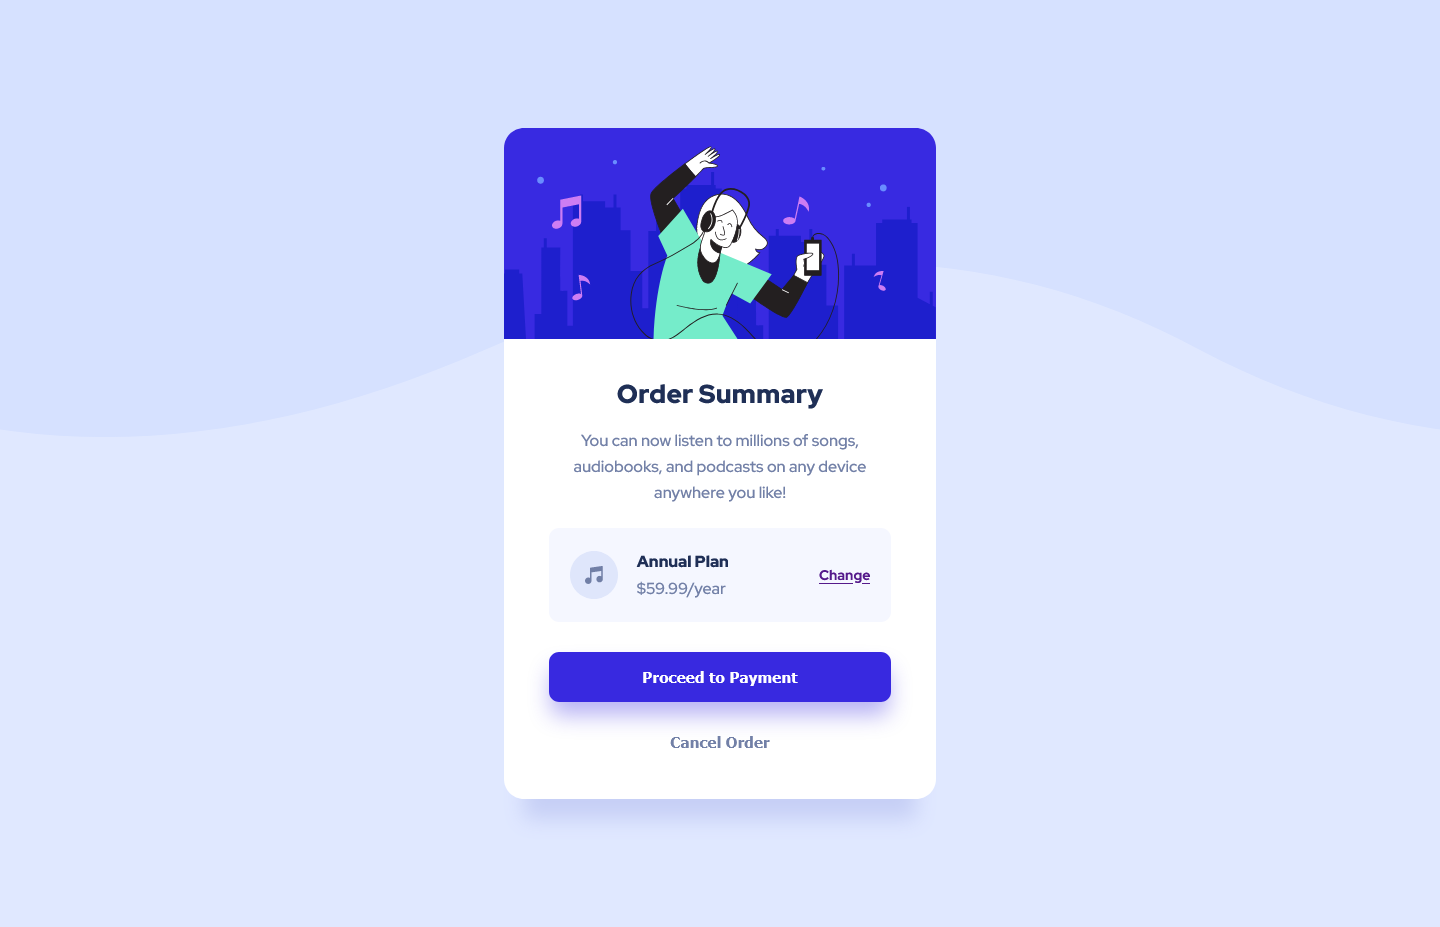 Order Summary
You can now listen to millions of songs,
audiobooks, and podcasts on any device
anywhere you like!
Annual Plan
$59.99/year
Change
Proceed to Payment
Cancel Order